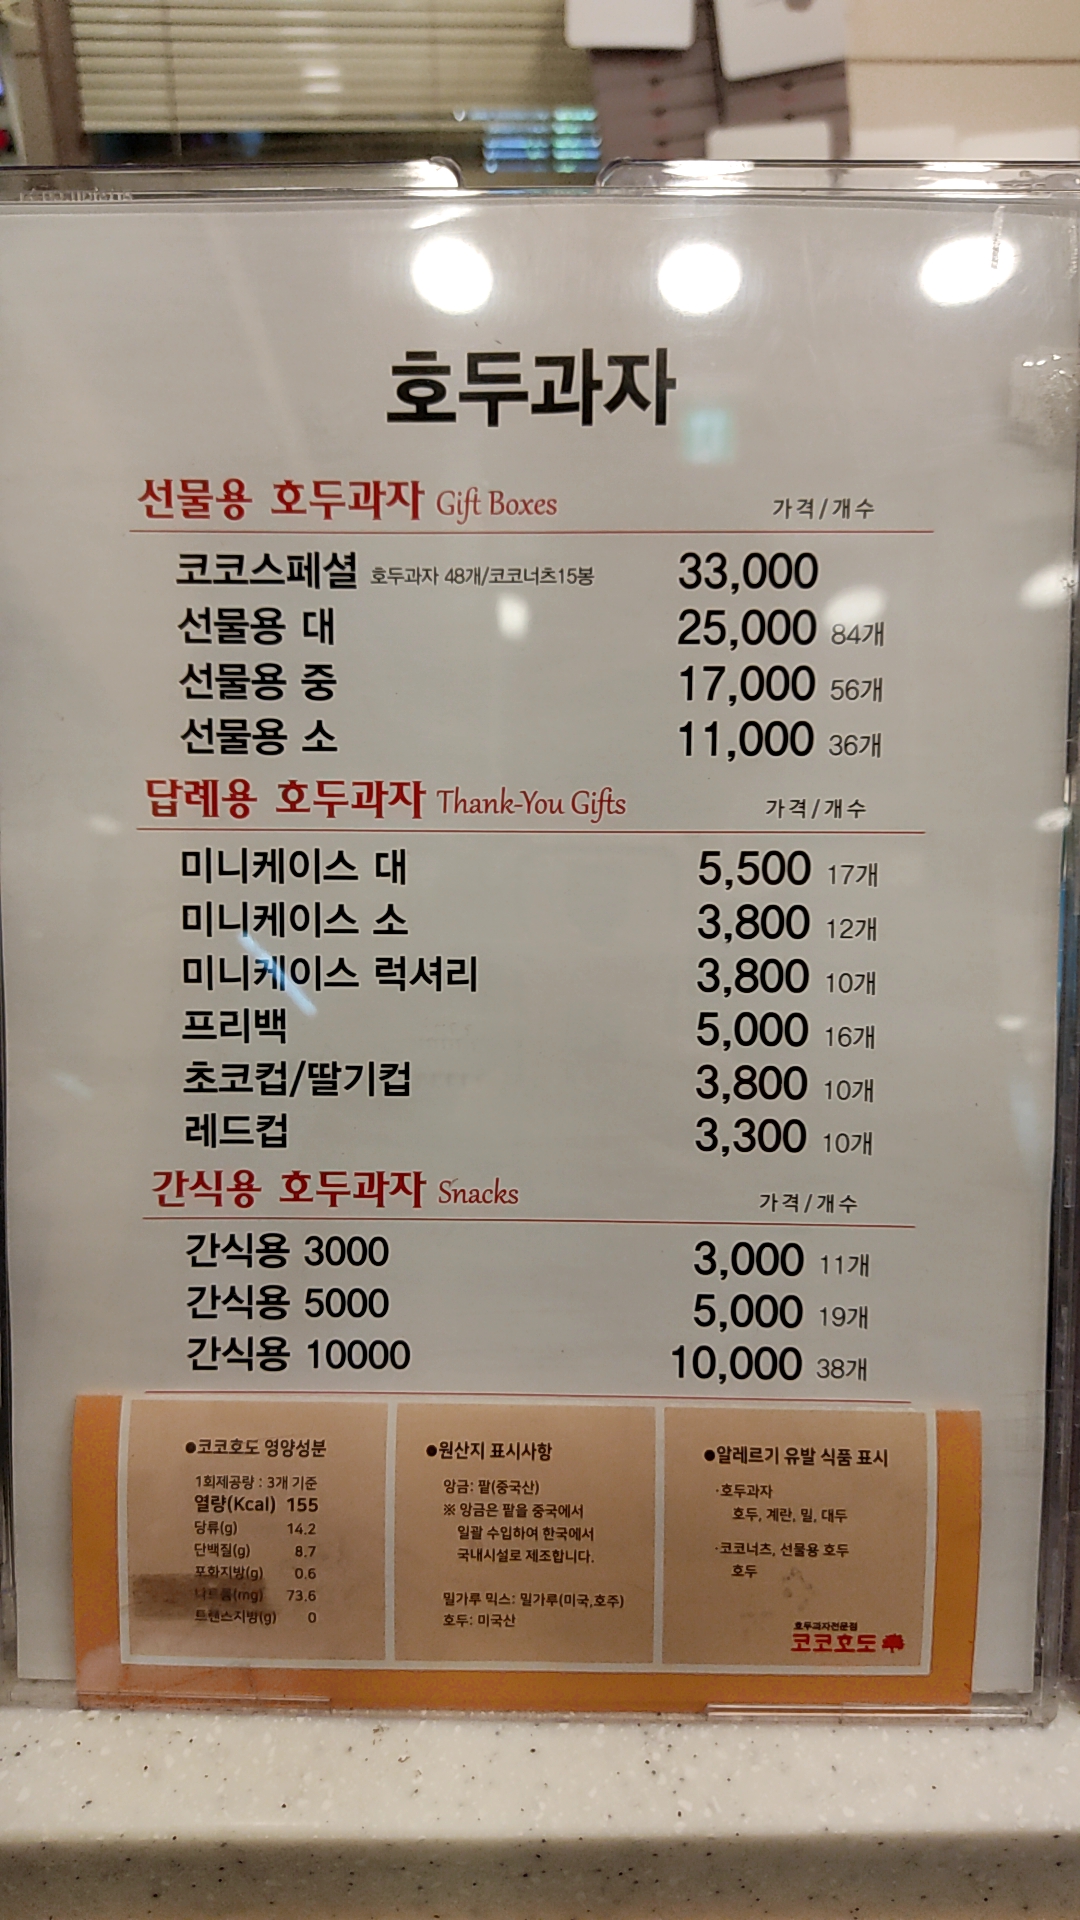 호두과자
선물용 호두과자 Gift Boxes 가격/개수
코코스페셜 호두과자 48개/코코너츠15봉 33,000
선물용 대 25,000 84개
선물용 중 17,000 56개
선물용 소 11,000 36개
답례용 호두과자 Thank-You Gifts 가격/개수
미니케이스 대 5,500 17개
미니케이스 소 3,800 12개
미니케이스 럭셔리 3,800 10개
프리백 5,000 16개
초코컵/딸기컵 3,800 10개
레드컵 3,300 10개
간식용 호두과자 Snacks 가격/개수
간식용 3000 3,000 11개
간식용 5000 5,000 19개
간식용 10000 10,000 38개
●코코호도 영양성분
1회제공량 : 3개 기준
열량(Kcal) 155
당류(g) 14.2
단백질(g) 8.7
포화지방(g) 0.6
나트륨(mg) 73.6
트랜스지방(g) 0
●원산지 표시사항
앙금: 팥(중국산)
※ 앙금은 팥을 중국에서
일괄 수입하여 한국에서
국내시설로 제조합니다.
밀가루 믹스: 밀가루(미국,호주)
호두: 미국산
●알레르기 유발 식품 표시
·호두과자
호두, 계란, 밀, 대두
·코코너츠, 선물용 호두
호두
호두과자전문점
코코호도